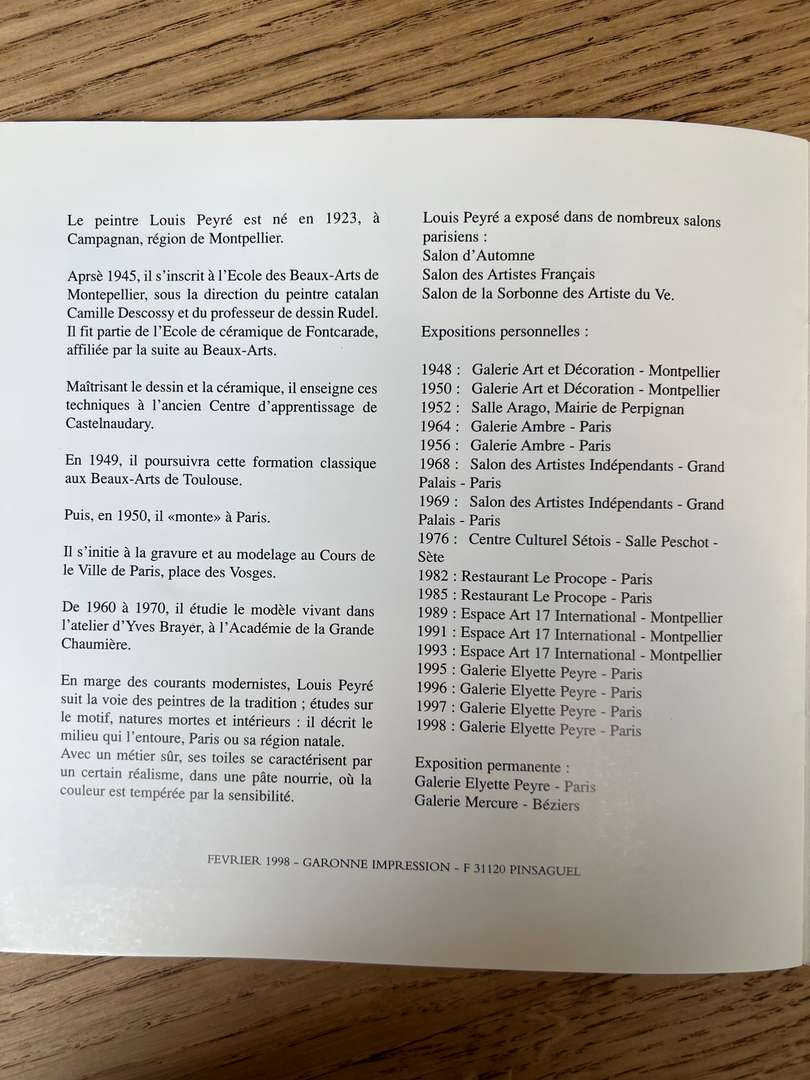 Le peintre Louis Peyré est né en 1923, à
Campagnan, région de Montpellier.
Aprsè 1945, il s'inscrit à l'Ecole des Beaux-Arts de
Montepellier, sous la direction du peintre catalan
Camille Descossy et du professeur de dessin Rudel.
Il fit partie de l'Ecole de céramique de Fontcarade,
affiliée par la suite au Beaux-Arts.
Maîtrisant le dessin et la céramique, il enseigne ces
techniques à l'ancien Centre d'apprentissage de
Castelnaudary.
En 1949, il poursuivra cette formation classique
aux Beaux-Arts de Toulouse.
Puis, en 1950, il «monte» à Paris.
Il s'initie à la gravure et au modelage au Cours de
le Ville de Paris, place des Vosges.
De 1960 à 1970, il étudie le modèle vivant dans
l'atelier d'Yves Brayer, à l'Académie de la Grande
Chaumière.
En marge des courants modernistes, Louis Peyré
suit la voie des peintres de la tradition ; études sur
le motif, natures mortes et intérieurs : il décrit le
milieu qui l'entoure, Paris ou sa région natale.
Avec un métier sûr, ses toiles se caractérisent par
un certain réalisme, dans une pâte nourrie, où la
couleur est tempérée par la sensibilité.
Louis Peyré a exposé dans de nombreux salons
parisiens :
Salon d'Automne
Salon des Artistes Français
Salon de la Sorbonne des Artiste du Ve.
Expositions personnelles :
1948 : Galerie Art et Décoration - Montpellier
1950 : Galerie Art et Décoration - Montpellier
1952 : Salle Arago, Mairie de Perpignan
1964 : Galerie Ambre - Paris
1956 : Galerie Ambre - Paris
1968 : Salon des Artistes Indépendants - Grand
Palais - Paris
1969 : Salon des Artistes Indépendants - Grand
Palais - Paris
1976 : Centre Culturel Sétois - Salle Peschot -
Sète
1982 : Restaurant Le Procope - Paris
1985 : Restaurant Le Procope - Paris
1989 : Espace Art 17 International - Montpellier
1991 : Espace Art 17 International - Montpellier
1993 : Espace Art 17 International - Montpellier
1995 : Galerie Elyette Peyre - Paris
1996 : Galerie Elyette Peyre - Paris
1997 : Galerie Elyette Peyre - Paris
1998 : Galerie Elyette Peyre - Paris
Exposition permanente :
Galerie Elyette Peyre - Paris
Galerie Mercure - Béziers
FEVRIER 1998 - GARONNE IMPRESSION - F 31120 PINSAGUEL